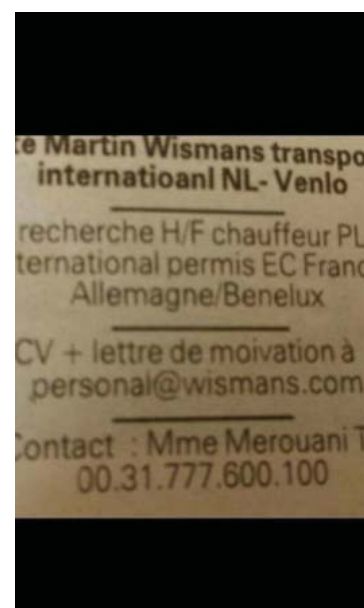 te Martin Wismans transpo
internatioanl NL- Venlo
recherche H/F chauffeur PL
ternational permis EC Franc
Allemagne/Benelux
CV + lettre de moivation à
personal@wismans.com
Contact : Mme Merouani T
00.31.777.600.100